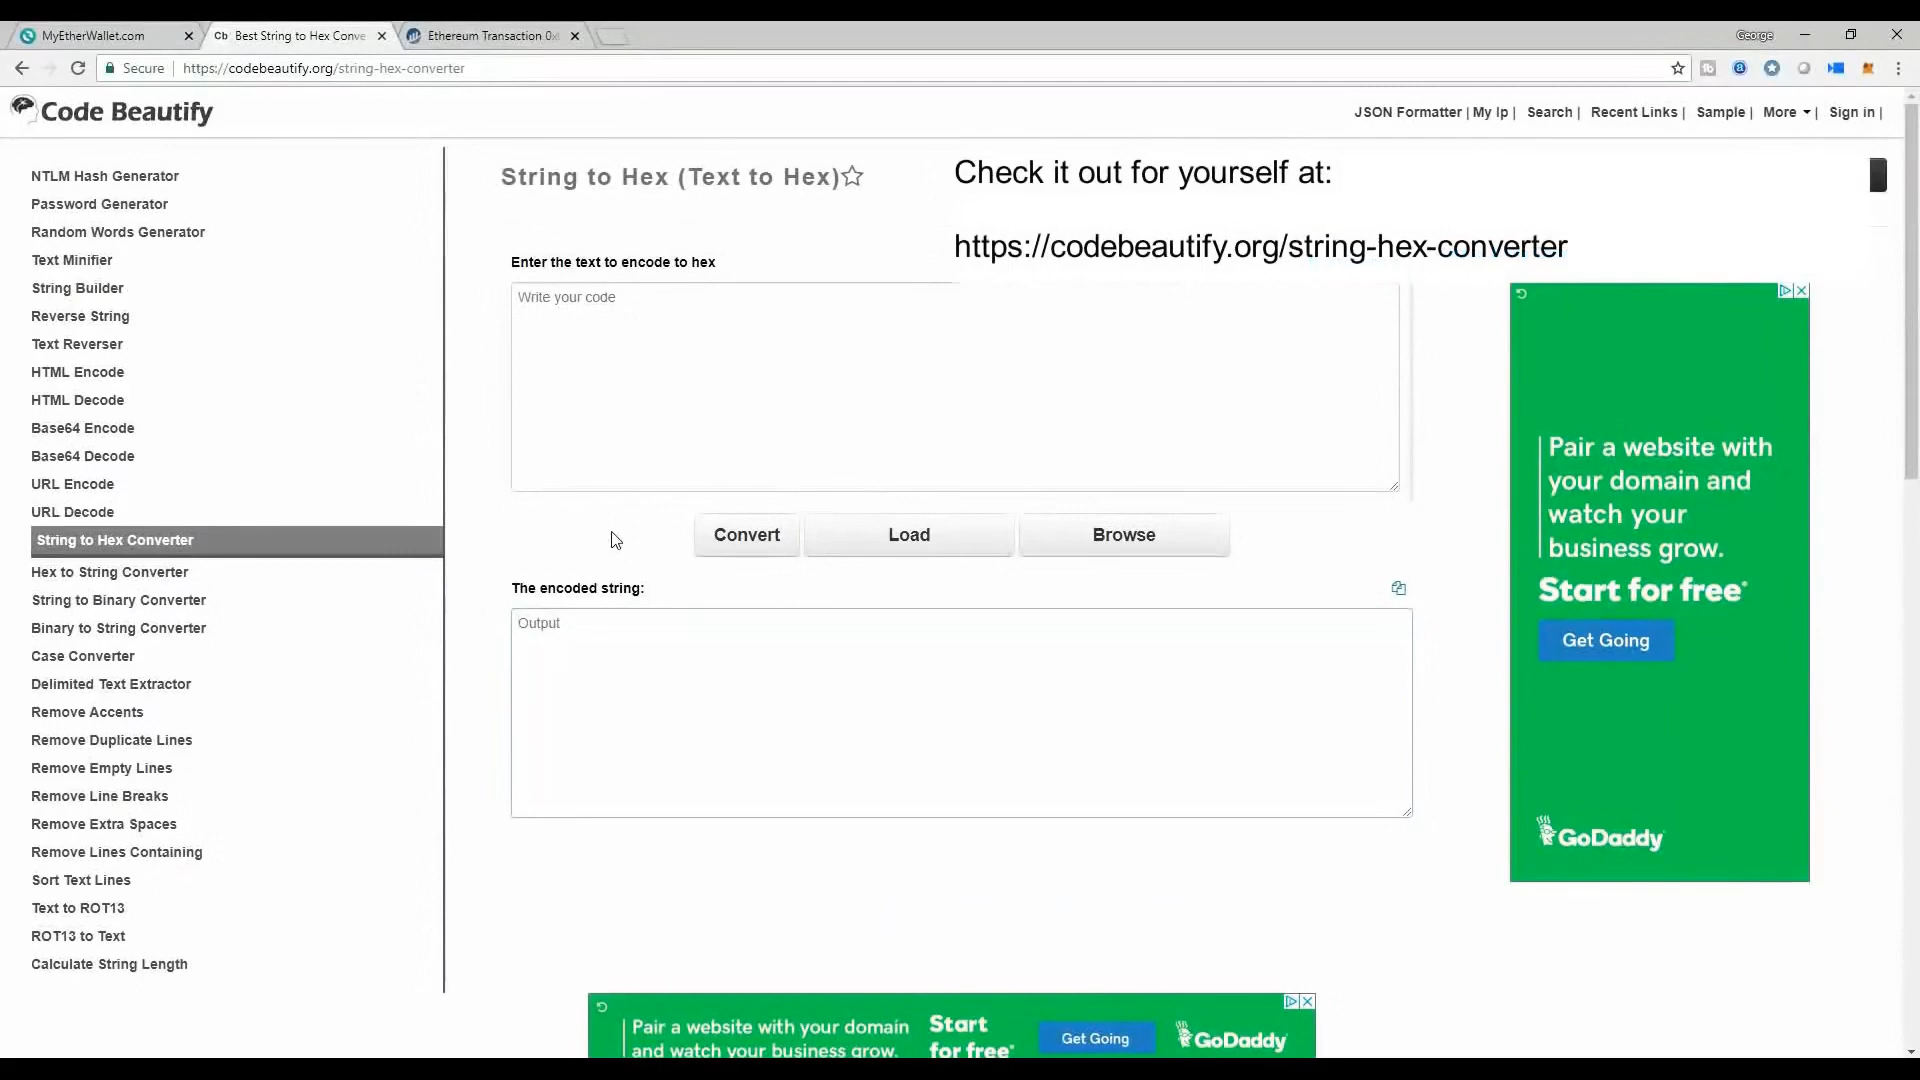 MyEtherWallet.com
Cb Best String to Hex Conve
Ethereum Transaction 0x
George
Secure https://codebeautify.org/string-hex-converter
Code Beautify
JSON Formatter | My Ip | Search | Recent Links | Sample | More | Sign in |
NTLM Hash Generator
Password Generator
Random Words Generator
Text Minifier
String Builder
Reverse String
Text Reverser
HTML Encode
HTML Decode
Base64 Encode
Base64 Decode
URL Encode
URL Decode
String to Hex Converter
Hex to String Converter
String to Binary Converter
Binary to String Converter
Case Converter
Delimited Text Extractor
Remove Accents
Remove Duplicate Lines
Remove Empty Lines
Remove Line Breaks
Remove Extra Spaces
Remove Lines Containing
Sort Text Lines
Text to ROT13
ROT13 to Text
Calculate String Length
String to Hex (Text to Hex)
Check it out for yourself at:
https://codebeautify.org/string-hex-converter
Enter the text to encode to hex
Write your code
Convert
Load
Browse
The encoded string:
Output
Pair a website with
your domain and
watch your
business grow.
Start for free*
Get Going
GoDaddy
Pair a website with your domain
and watch your business grow.
Start
for free*
Get Going
GoDaddy